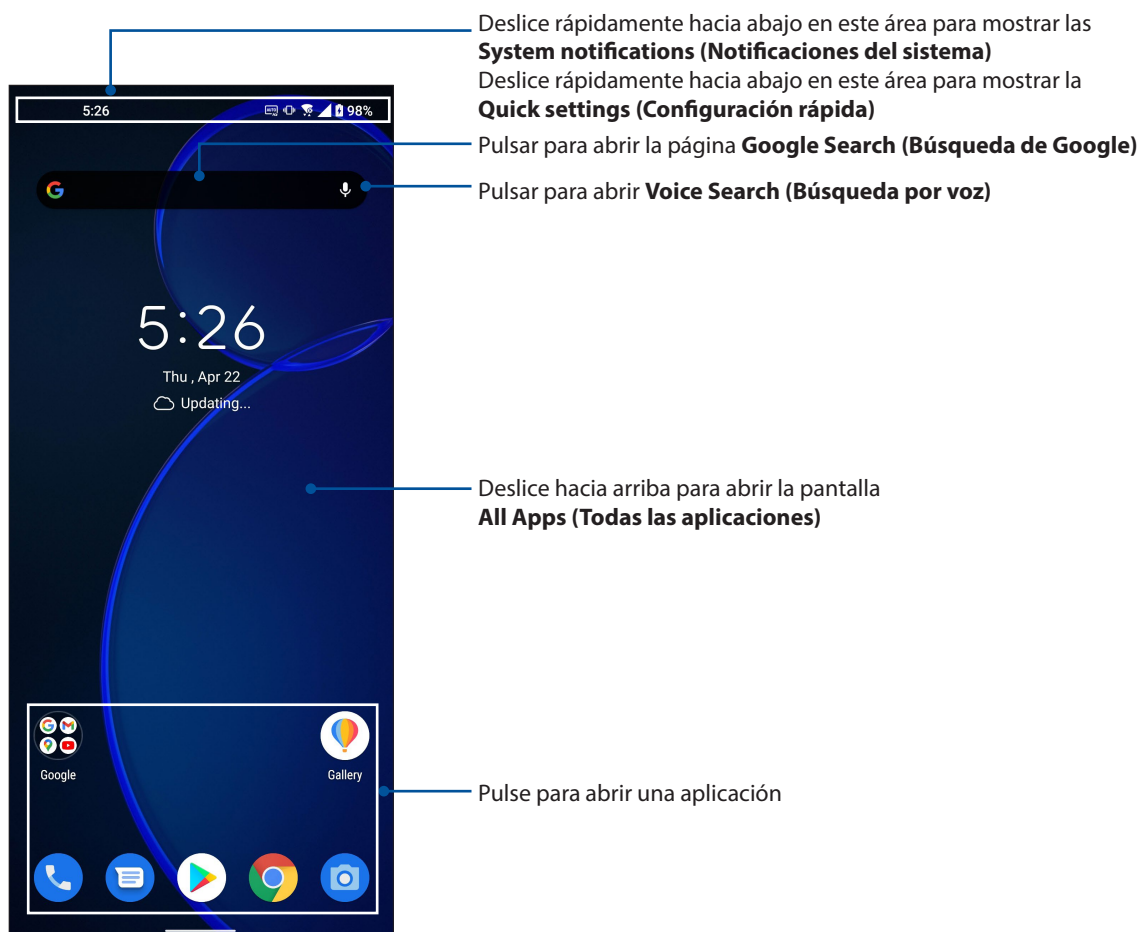 Deslice rápidamente hacia abajo en este área para mostrar las
System notifications (Notificaciones del sistema)
Deslice rápidamente hacia abajo en este área para mostrar la
Quick settings (Configuración rápida)
5:26
98%
Pulsar para abrir la página Google Search (Búsqueda de Google)
Pulsar para abrir Voice Search (Búsqueda por voz)
5:26
Thu , Apr 22
Updating...
Deslice hacia arriba para abrir la pantalla
All Apps (Todas las aplicaciones)
Google
Gallery
Pulse para abrir una aplicación